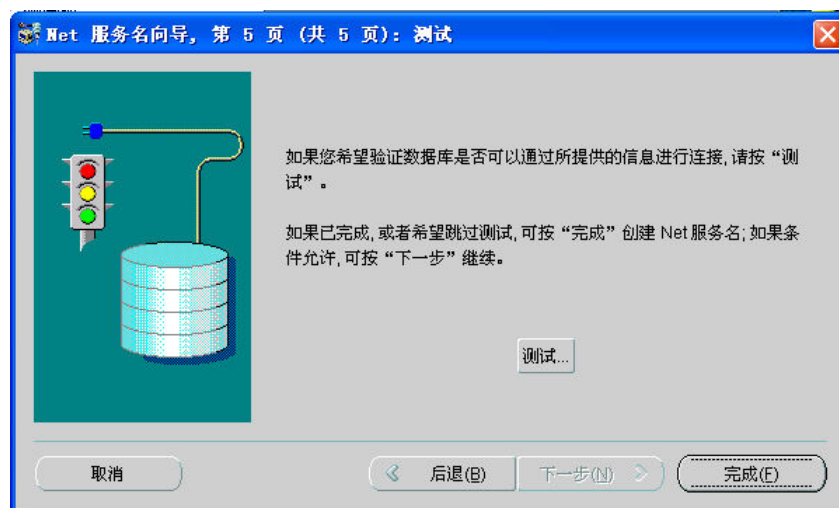 Net 服务名向导, 第 5 页 (共 5 页): 测试
如果您希望验证数据库是否可以通过所提供的信息进行连接,请按“测
试”。
如果已完成,或者希望跳过测试,可按“完成”创建 Net 服务名;如果条
件允许,可按“下一步”继续。
测试...
取消
后退(B)
下一步(N)
完成(F)